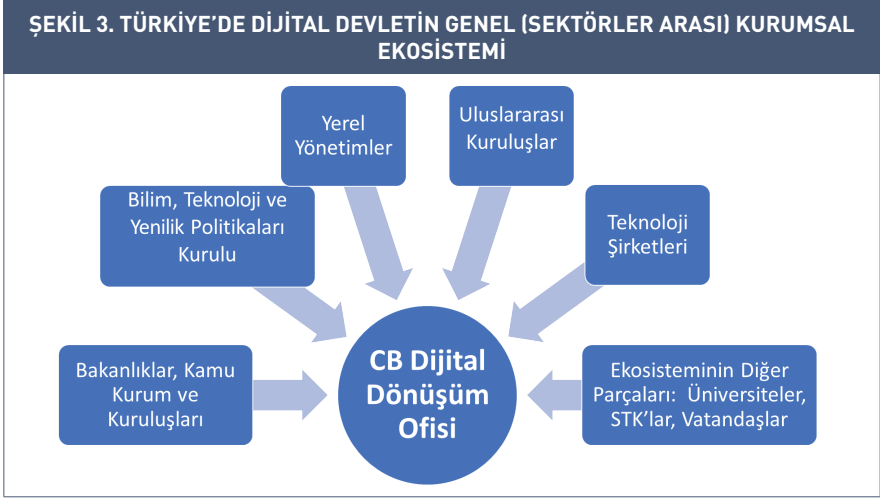 ŞEKİL 3. TÜRKİYE’DE DİJİTAL DEVLETİN GENEL (SEKTÖRLER ARASI) KURUMSAL
EKOSİSTEMİ
Yerel
Yönetimler
Uluslararası
Kuruluşlar
Bilim, Teknoloji ve
Yenilik Politikaları
Kurulu
Teknoloji
Şirketleri
Bakanlıklar, Kamu
Kurum ve
Kuruluşları
CB Dijital
Dönüşüm
Ofisi
Ekosisteminin Diğer
Parçaları: Üniversiteler,
STK’lar, Vatandaşlar